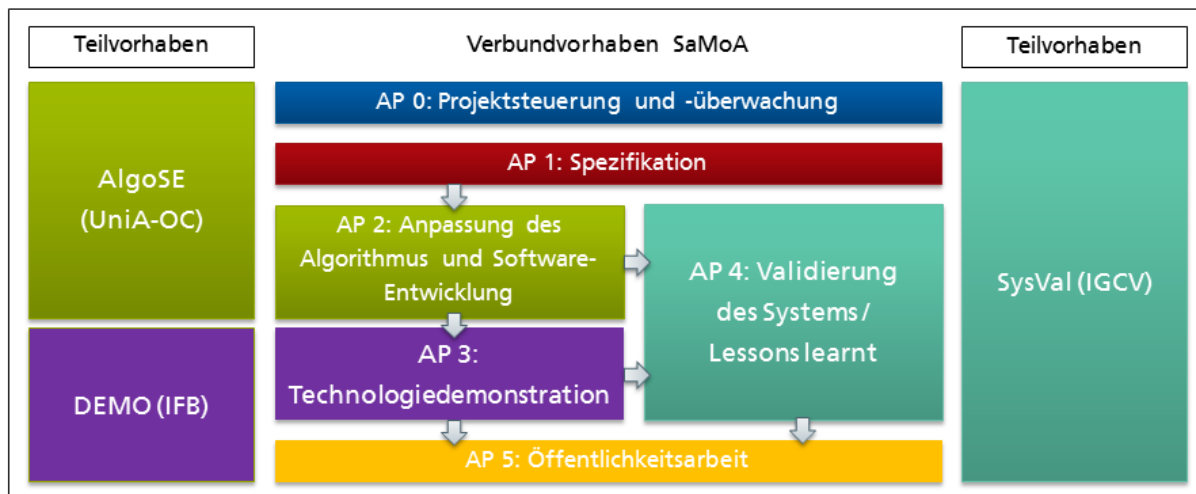 Teilvorhaben
Verbundvorhaben SaMoA
Teilvorhaben
AlgoSE
(UniA-OC)
DEMO (IFB)
AP 0: Projektsteuerung und -überwachung
AP 1: Spezifikation
AP 2: Anpassung des
Algorithmus und Software-
Entwicklung
AP 3:
Technologiedemonstration
AP 4: Validierung
des Systems /
Lessons learnt
AP 5: Öffentlichkeitsarbeit
SysVal (IGCV)